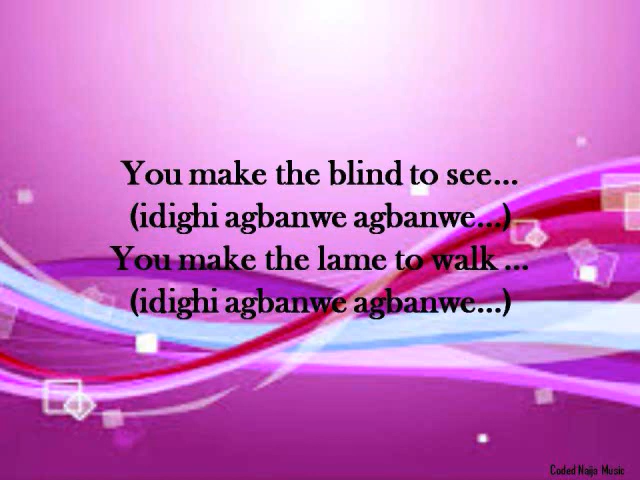 You make the blind to see...
(idighi agbanwe agbanwe...)
You make the lame to walk ...
(idighi agbanwe agbanwe...)
Coded Naija Music